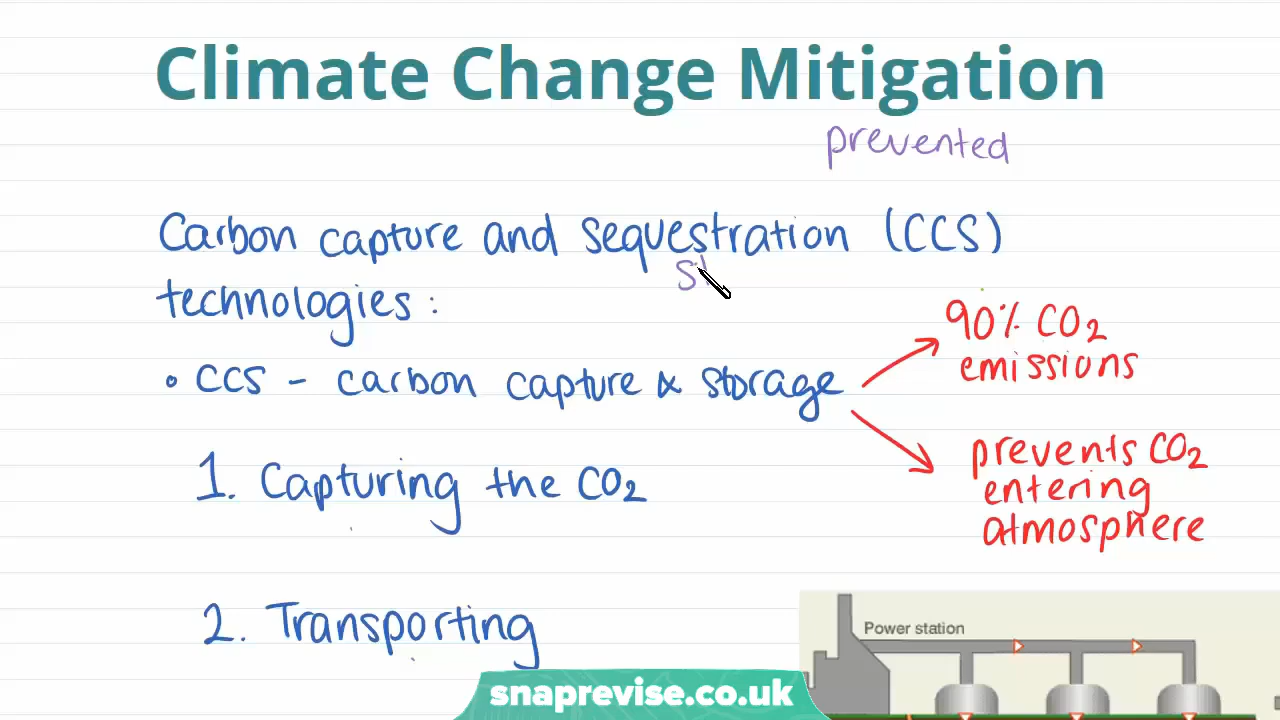 Climate Change Mitigation
prevented
Carbon capture and sequestration (CCS)
technologies:
• CCS - carbon capture & storage
90% CO2
emissions
prevents CO2
entering
atmosphere
1. Capturing the CO2
2. Transporting
Power station
snaprevise.co.uk